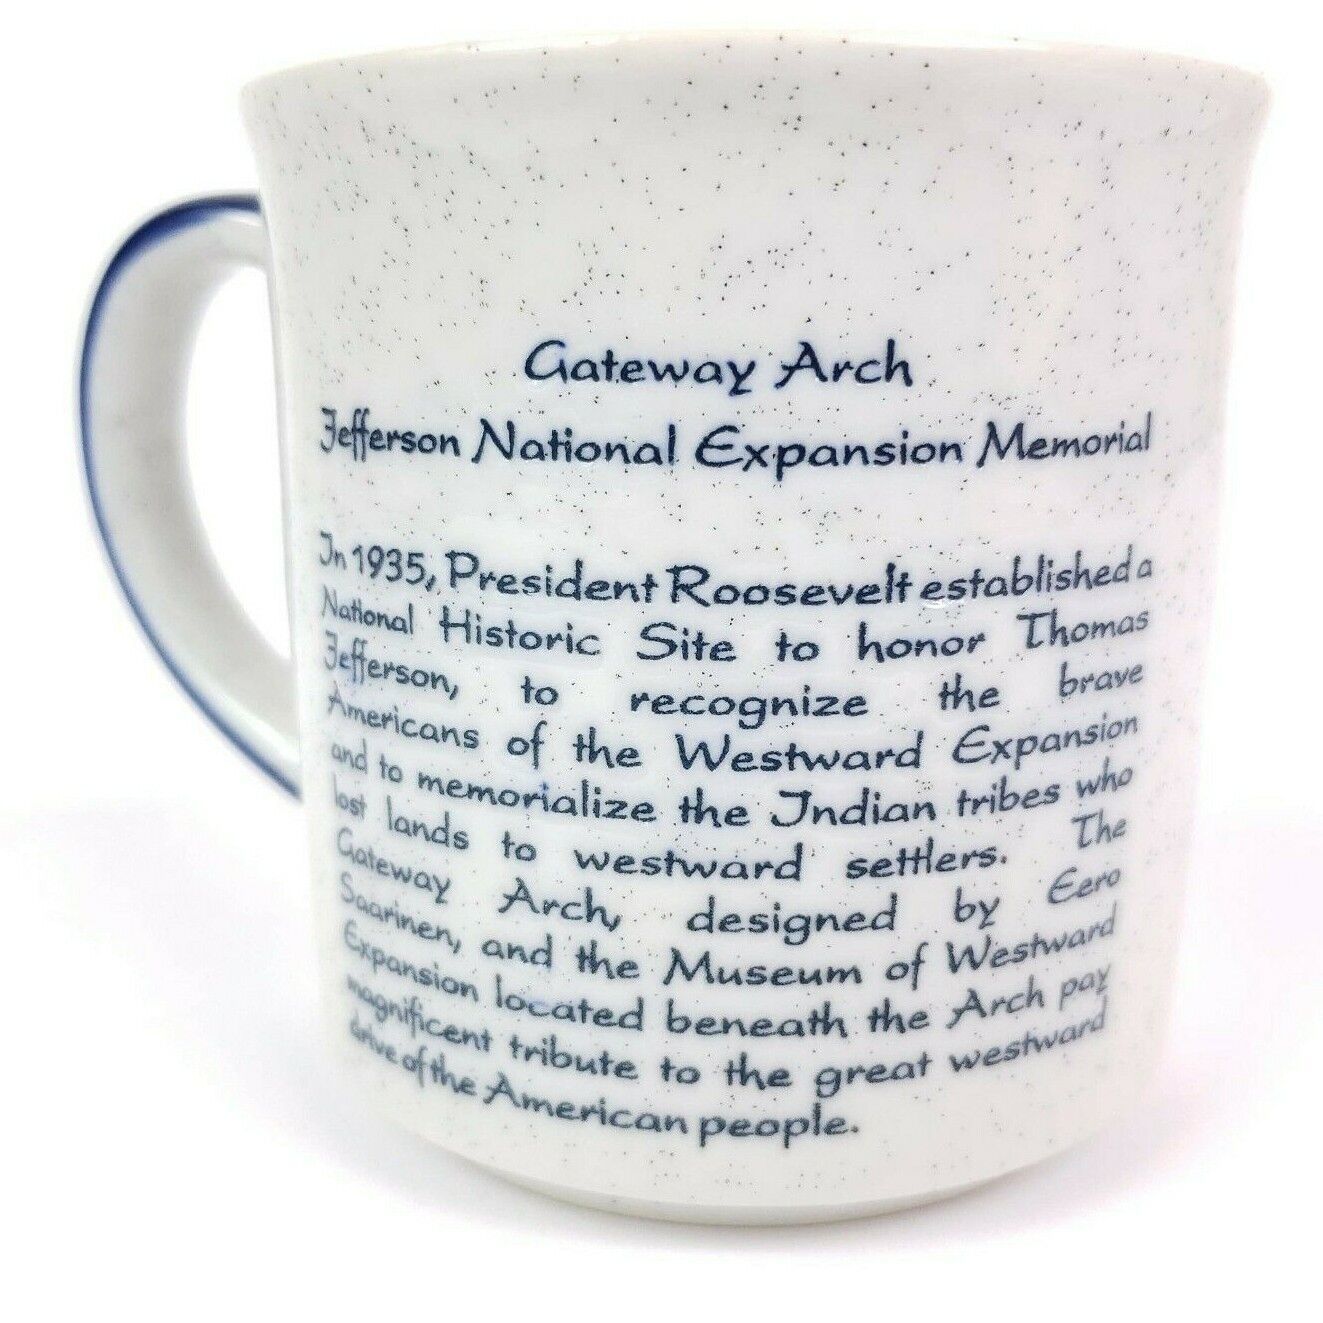 Gateway Arch
Jefferson National Expansion Memorial
In 1935, President Roosevelt established a
National Historic Site to honor Thomas
Jefferson, to recognize the brave
Americans of the Westward Expansion
and to memorialize the Indian tribes who
lost lands to westward settlers. The
Gateway Arch, designed by Eero
Saarinen, and the Museum of Westward
Expansion located beneath the Arch pay
magnificent tribute to the great westward
drive of the American people.